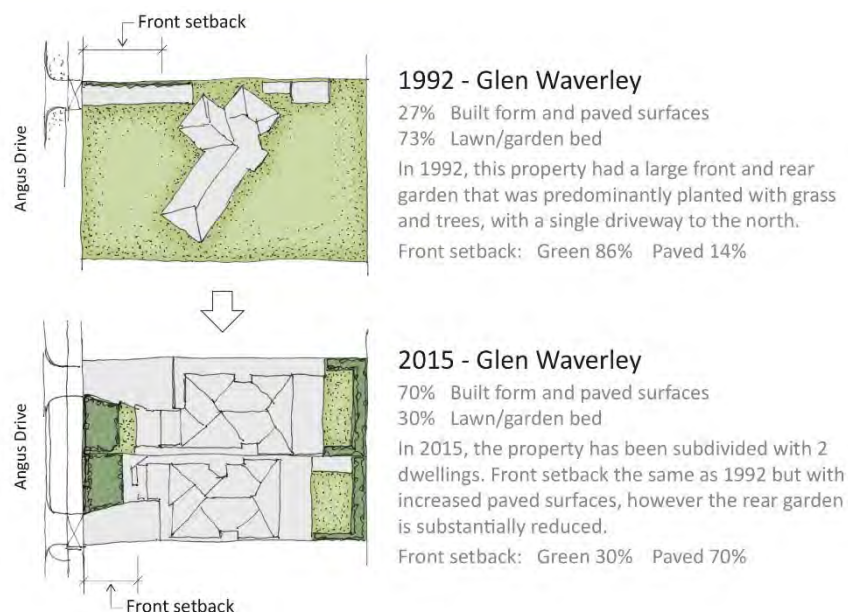 Front setback
Angus Drive
1992 - Glen Waverley
27% Built form and paved surfaces
73% Lawn/garden bed
In 1992, this property had a large front and rear
garden that was predominantly planted with grass
and trees, with a single driveway to the north.
Front setback: Green 86% Paved 14%
Angus Drive
2015 - Glen Waverley
70% Built form and paved surfaces
30% Lawn/garden bed
In 2015, the property has been subdivided with 2
dwellings. Front setback the same as 1992 but with
increased paved surfaces, however the rear garden
is substantially reduced.
Front setback: Green 30% Paved 70%
Front setback